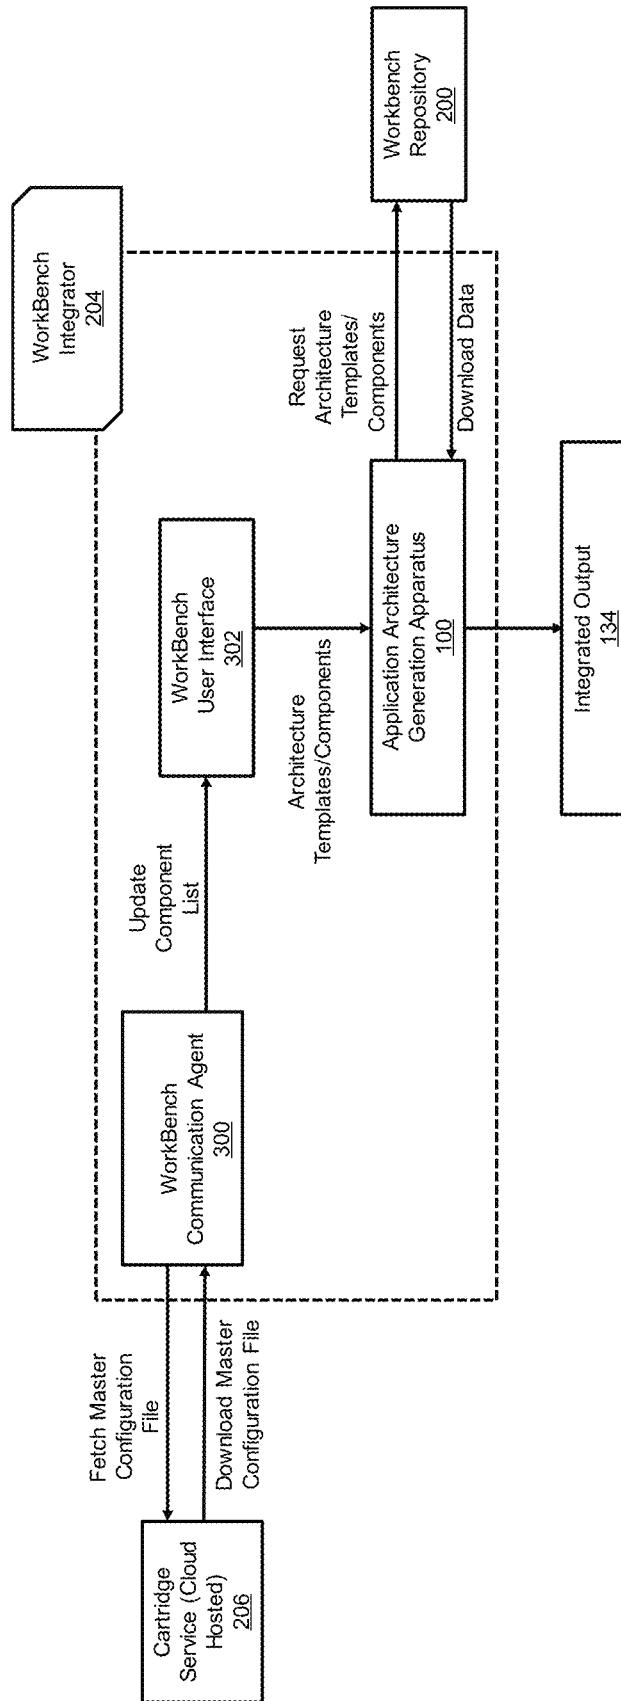 Cartridge
Service (Cloud
Hosted)
206
Fetch Master
Configuration
File
Download Master
Configuration File
WorkBench
Communication Agent
300
Update
Component
List
WorkBench
User Interface
302
Architecture
Templates/Components
Application Architecture
Generation Apparatus
100
Integrated Output
134
Request
Architecture
Templates/
Components
Download Data
WorkBench
Integrator
204
Workbench
Repository
200